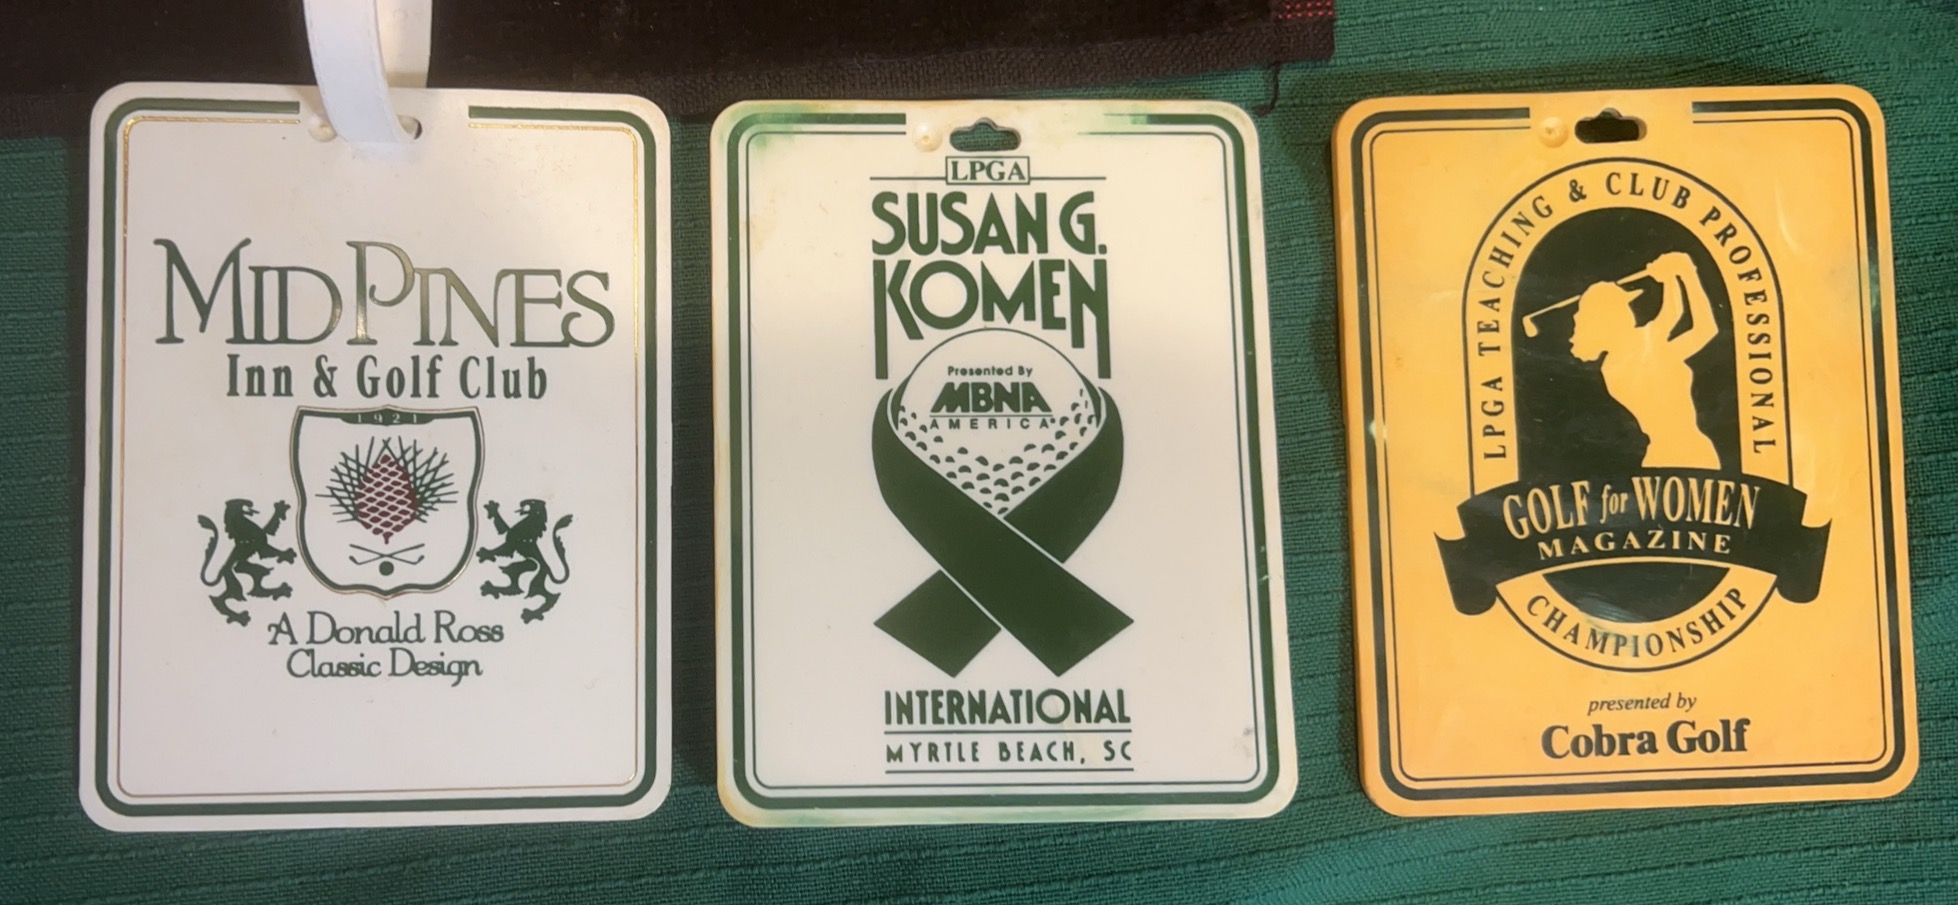 MID PINES
Inn & Golf Club
1921
A Donald Ross
Classic Design
LPGA
SUSAN G.
KOMEN
Presented By
MBNA
AMERICA
INTERNATIONAL
MYRTLE BEACH, SC
LPGA TEACHING & CLUB PROFESSIONAL
GOLF for WOMEN
MAGAZINE
CHAMPIONSHIP
presented by
Cobra Golf